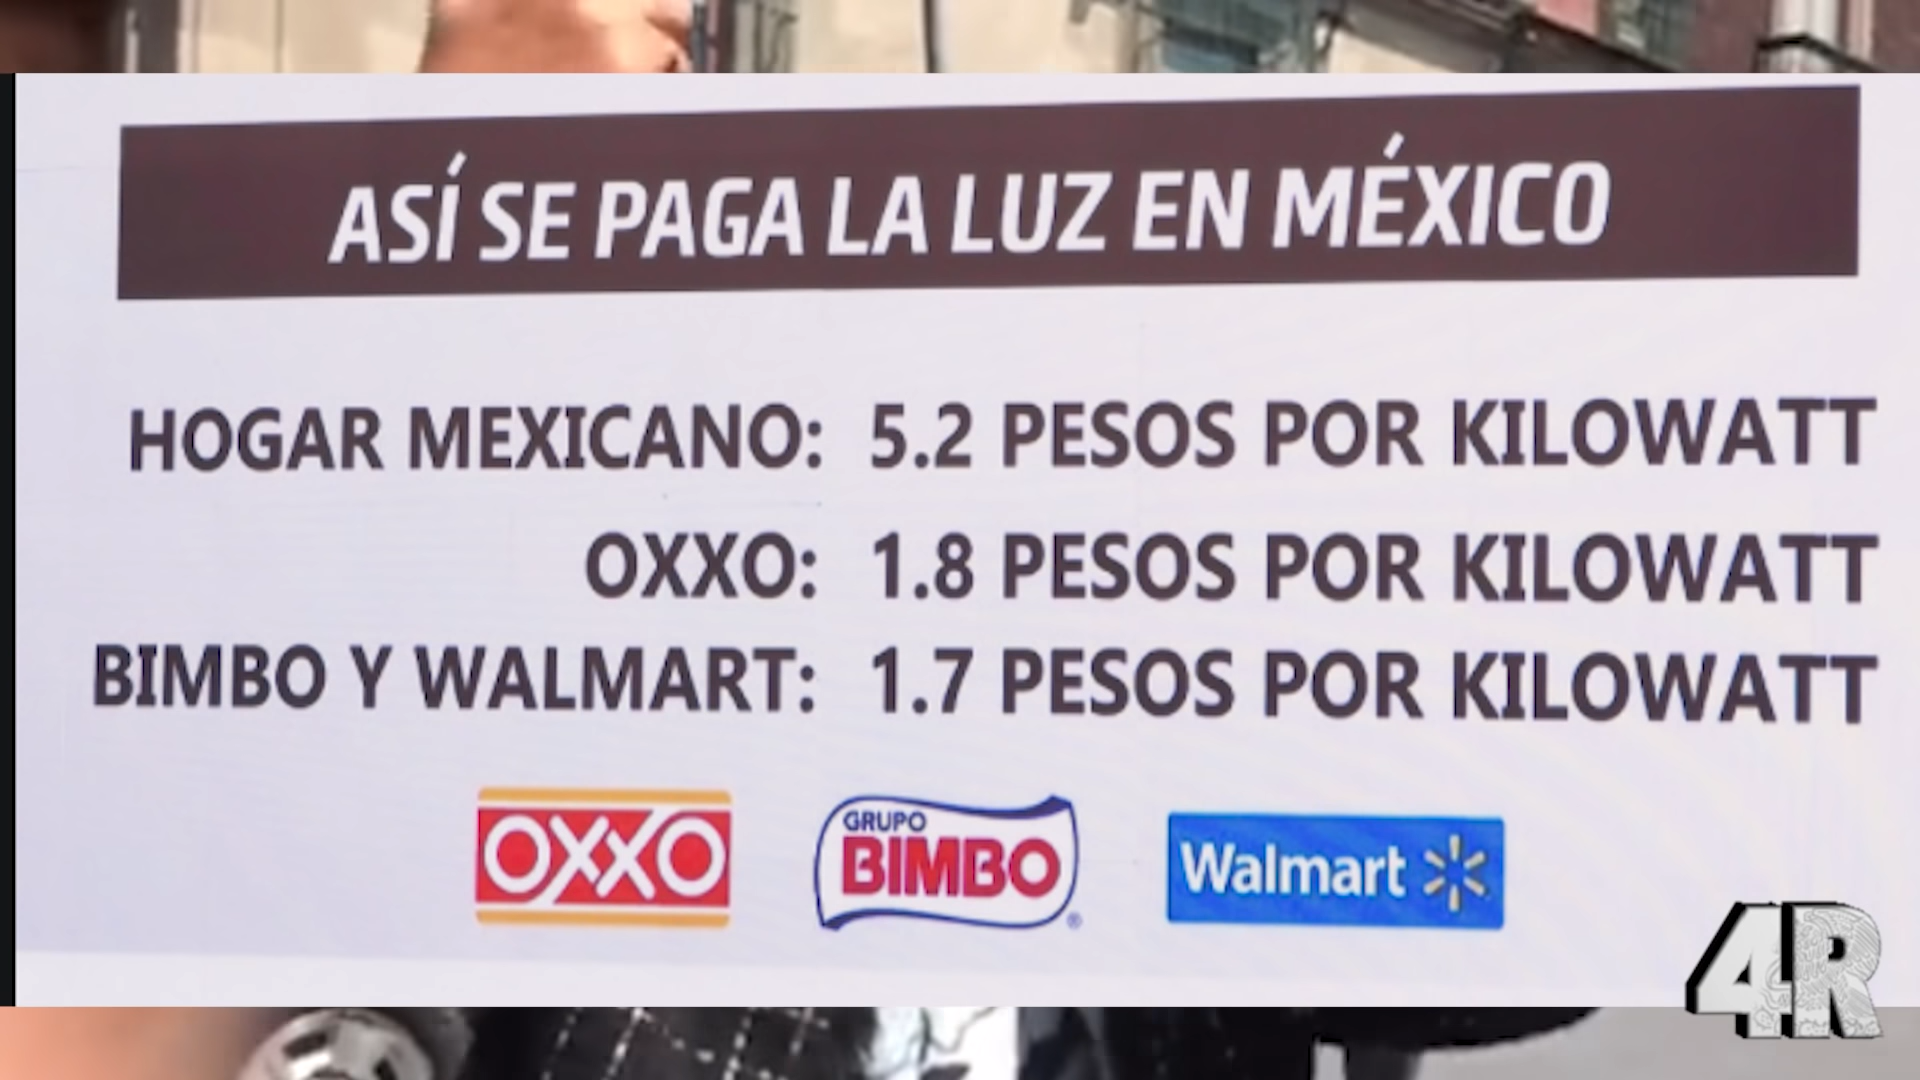 ASÍ SE PAGA LA LUZ EN MÉXICO
HOGAR MEXICANO: 5.2 PESOS POR KILOWATT
OXXO: 1.8 PESOS POR KILOWATT
BIMBO Y WALMART: 1.7 PESOS POR KILOWATT
OXXO
GRUPO
BIMBO
®
Walmart
4R